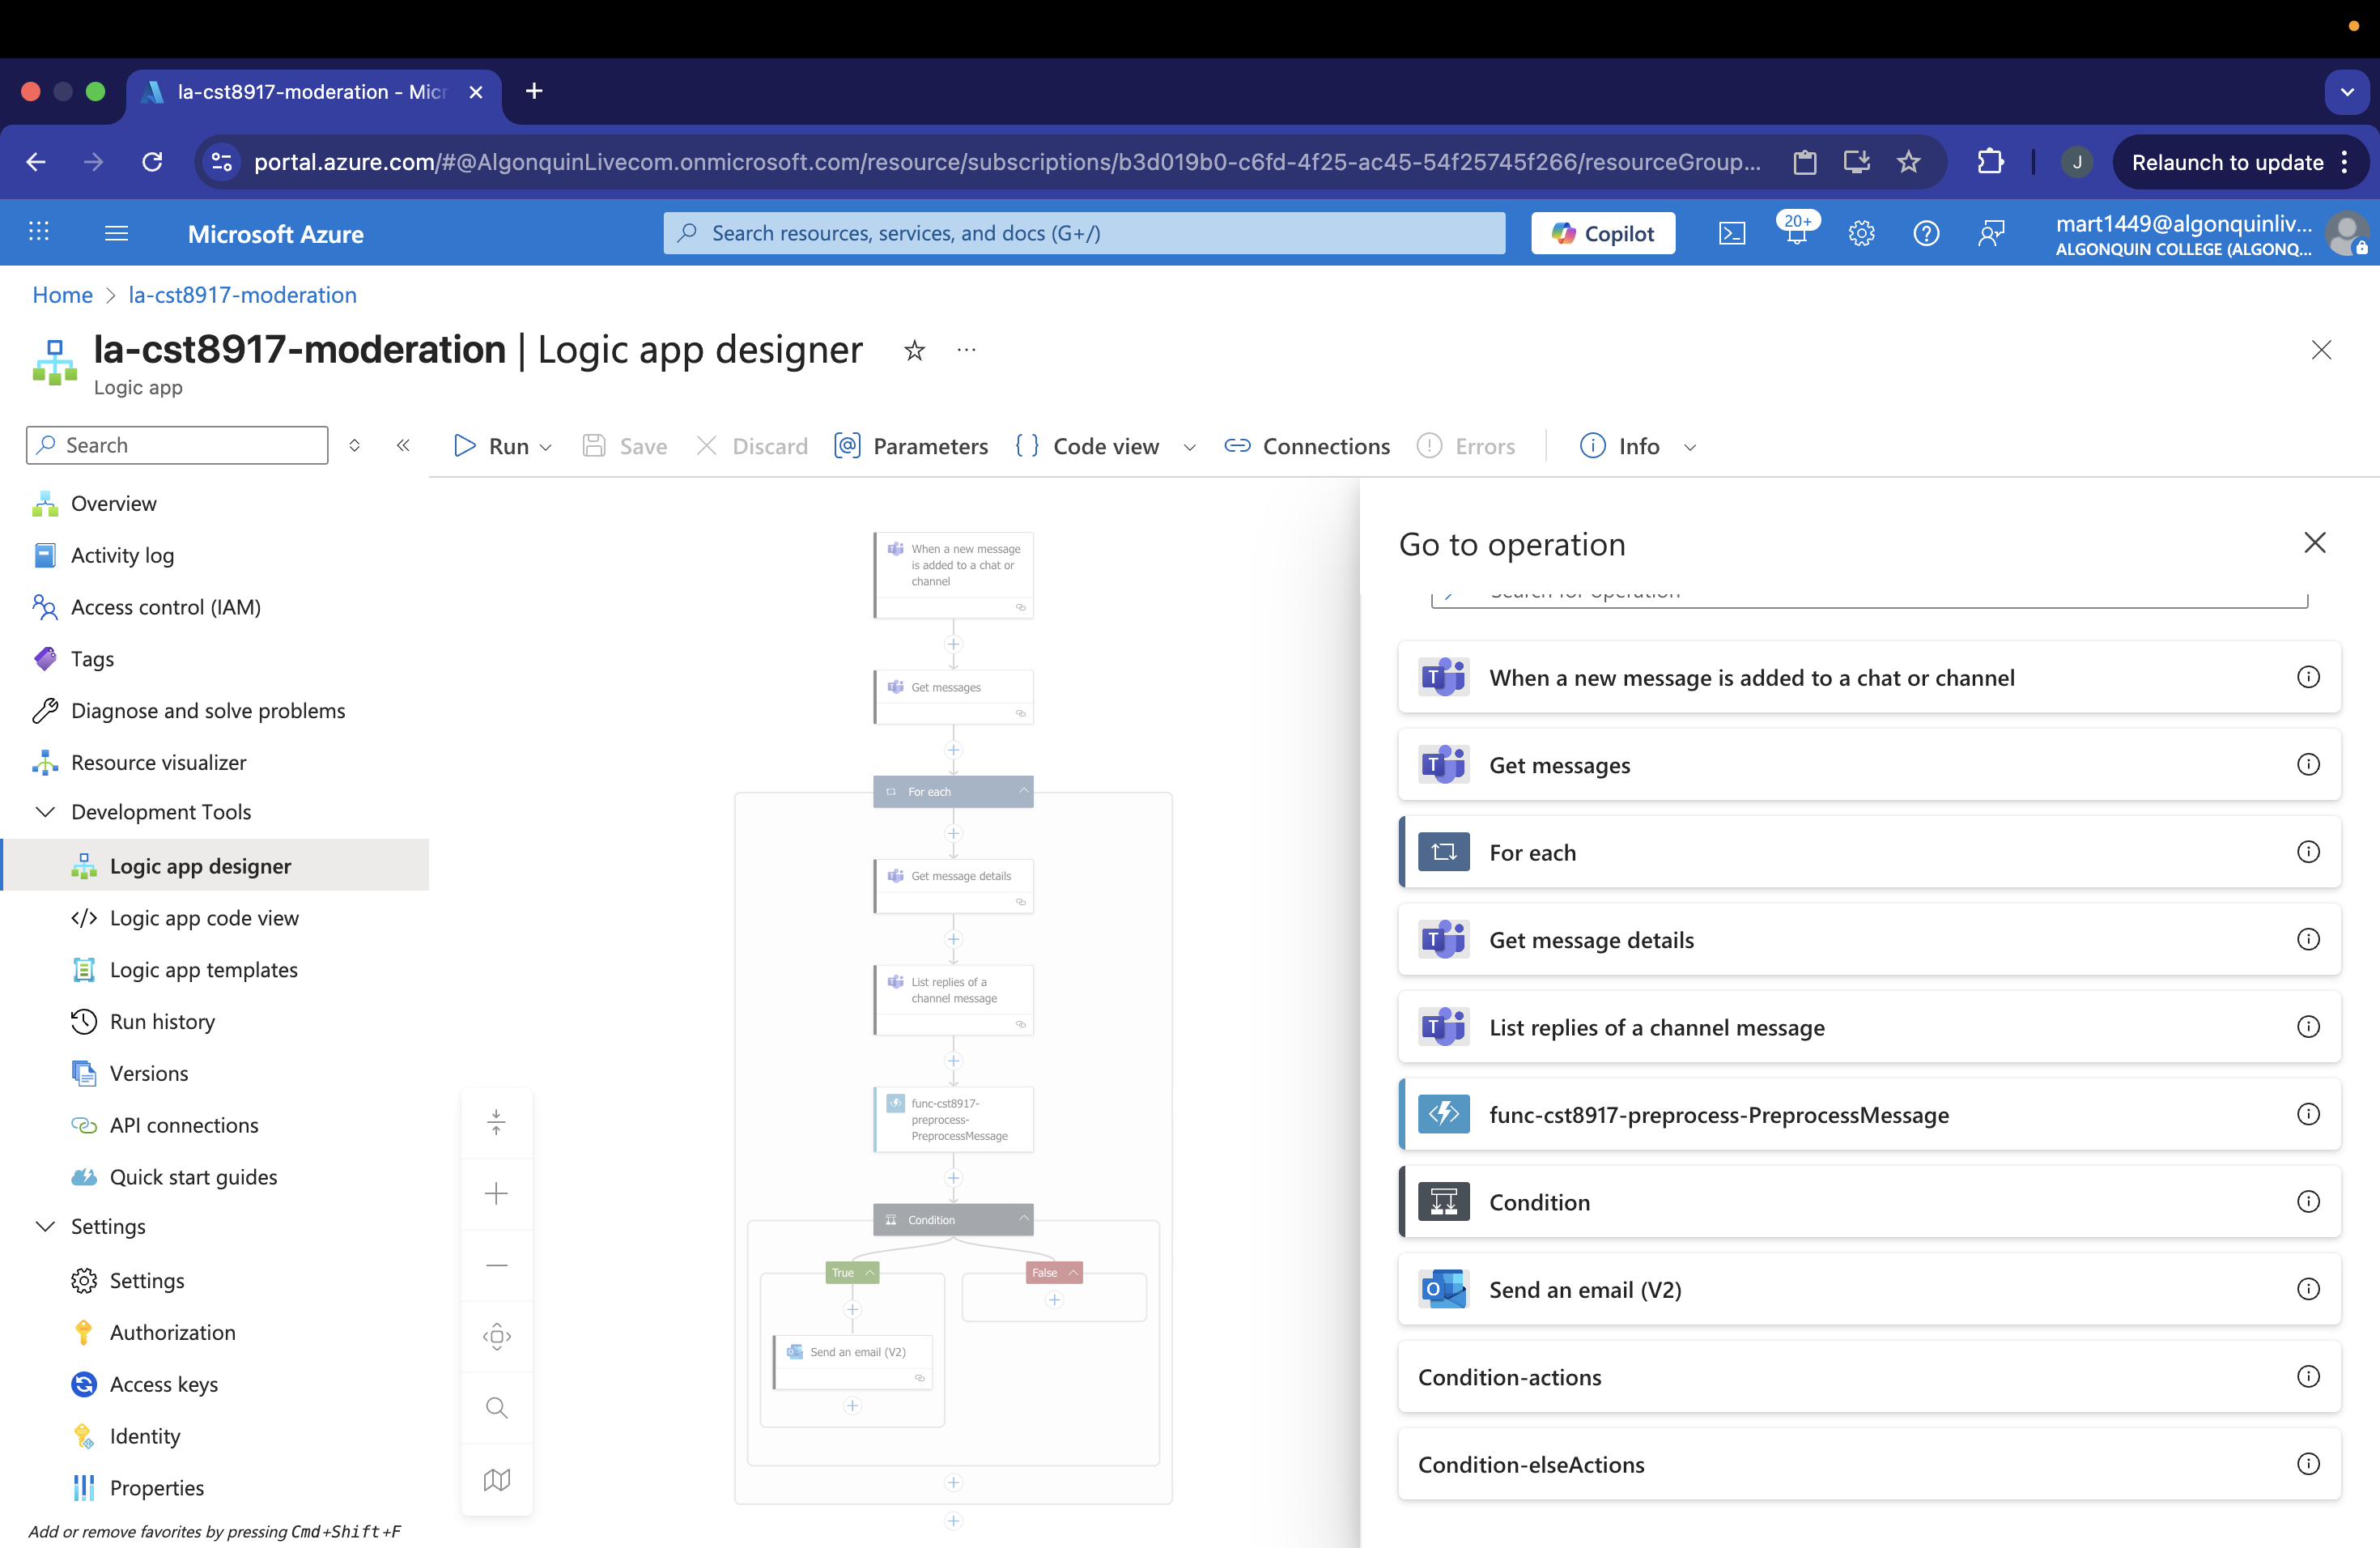 la-cst8917-moderation - Micr
portal.azure.com/#@AlgonquinLivecom.onmicrosoft.com/resource/subscriptions/b3d019b0-c6fd-4f25-ac45-54f25745f266/resourceGroup...
J
Relaunch to update
Microsoft Azure
Search resources, services, and docs (G+/)
Copilot
20+
mart1449@algonquinliv...
ALGONQUIN COLLEGE (ALGONQ...
Home > la-cst8917-moderation
la-cst8917-moderation | Logic app designer
Logic app
Search
Run
Save
Discard
Parameters
Code view
Connections
Errors
Info
Overview
Activity log
Access control (IAM)
Tags
Diagnose and solve problems
Resource visualizer
Development Tools
Logic app designer
Logic app code view
Logic app templates
Run history
Versions
API connections
Quick start guides
Settings
Settings
Authorization
Access keys
Identity
Properties
Add or remove favorites by pressing Cmd+Shift+F
When a new message
is added to a chat or
channel
Get messages
For each
Get message details
List replies of a
channel message
func-cst8917-
preprocess-
PreprocessMessage
Condition
True
False
Send an email (V2)
Go to operation
Search for operation
When a new message is added to a chat or channel
Get messages
For each
Get message details
List replies of a channel message
func-cst8917-preprocess-PreprocessMessage
Condition
Send an email (V2)
Condition-actions
Condition-elseActions